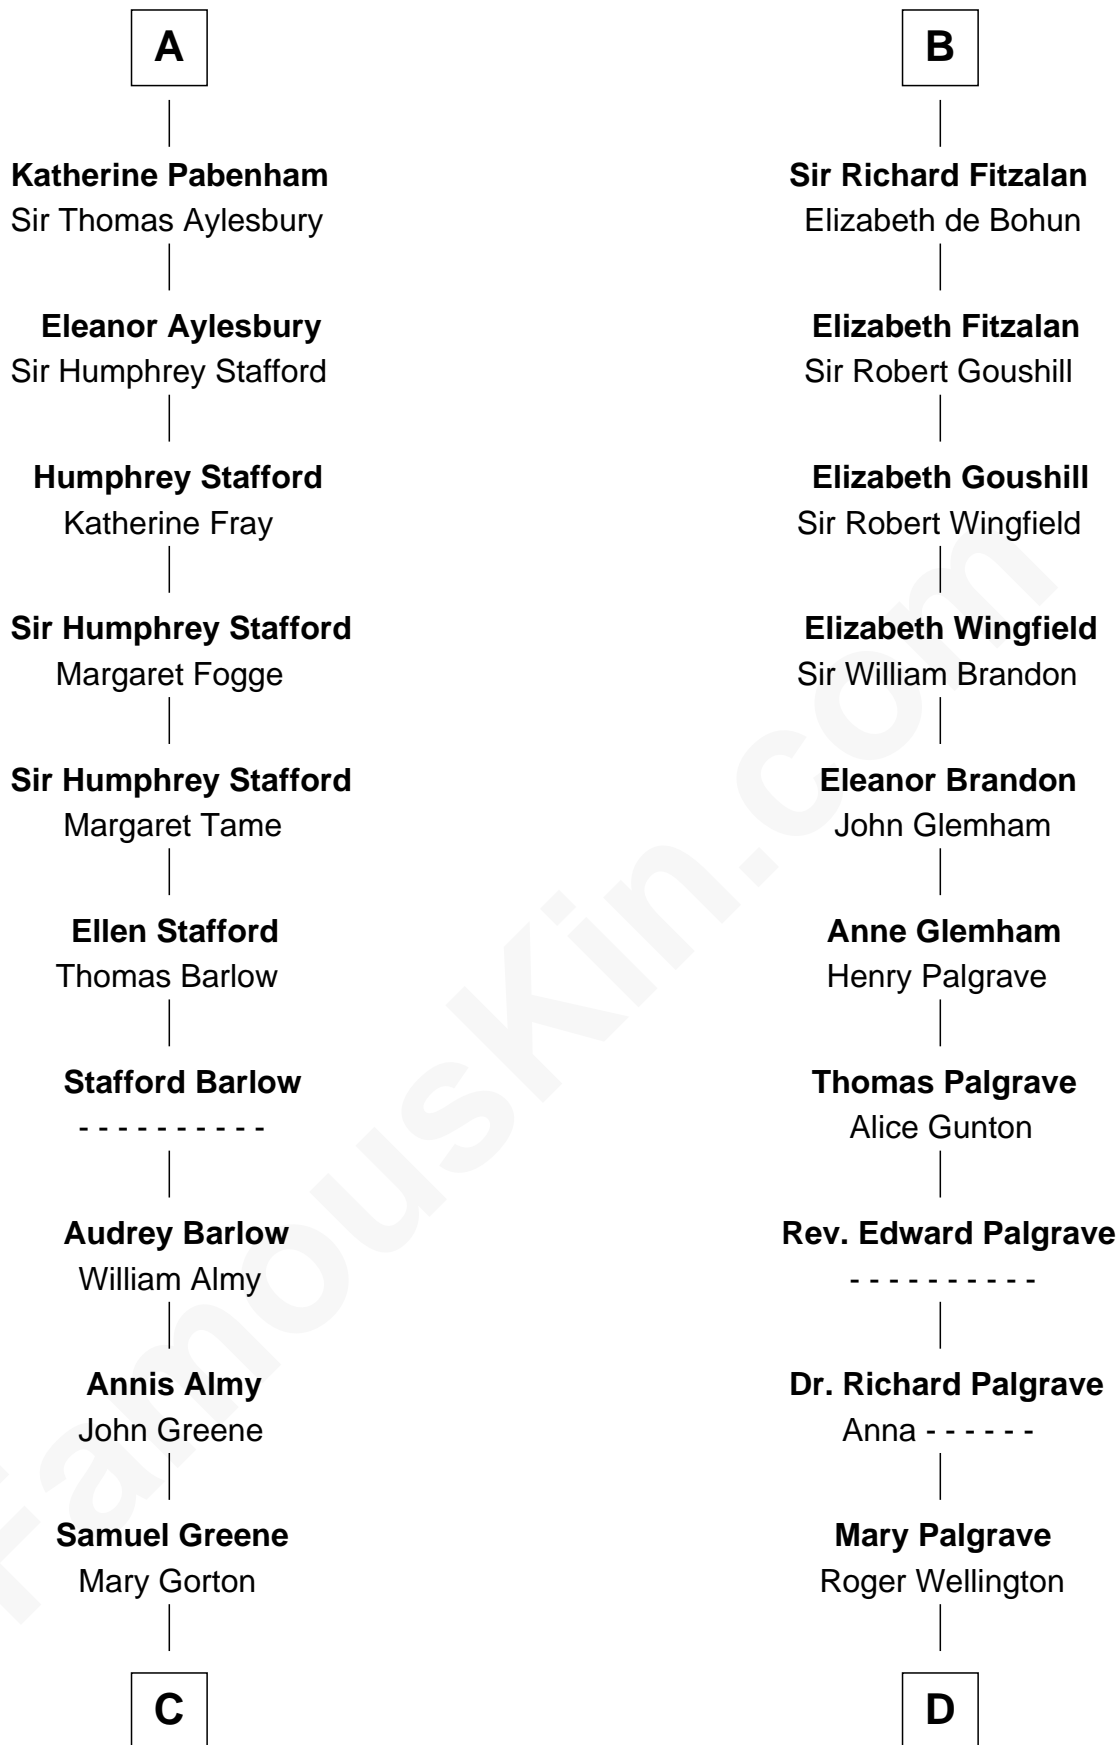 A
Katherine Pabenham
Sir Thomas Aylesbury
Eleanor Aylesbury
Sir Humphrey Stafford
Humphrey Stafford
Katherine Fray
Sir Humphrey Stafford
Margaret Fogge
Sir Humphrey Stafford
Margaret Tame
Ellen Stafford
Thomas Barlow
Stafford Barlow
- - - - - - - - - -
Audrey Barlow
William Almy
Annis Almy
John Greene
Samuel Greene
Mary Gorton
C
B
Sir Richard Fitzalan
Elizabeth de Bohun
Elizabeth Fitzalan
Sir Robert Goushill
Elizabeth Goushill
Sir Robert Wingfield
Elizabeth Wingfield
Sir William Brandon
Eleanor Brandon
John Glemham
Anne Glemham
Henry Palgrave
Thomas Palgrave
Alice Gunton
Rev. Edward Palgrave
- - - - - - - - - -
Dr. Richard Palgrave
Anna - - - - - -
Mary Palgrave
Roger Wellington
D
FamousKin.com